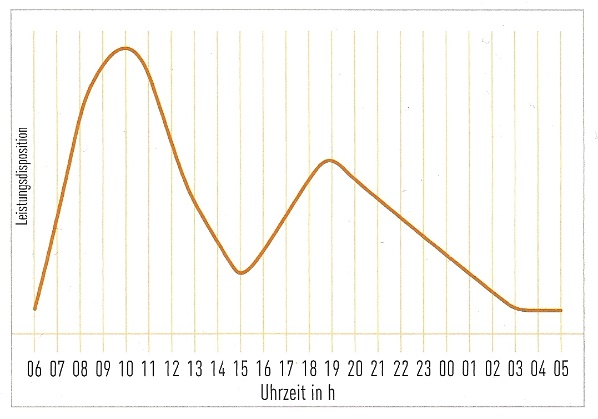 Leistungsdisposition
06 07 08 09 10 11 12 13 14 15 16 17 18 19 20 21 22 23 00 01 02 03 04 05
Uhrzeit in h